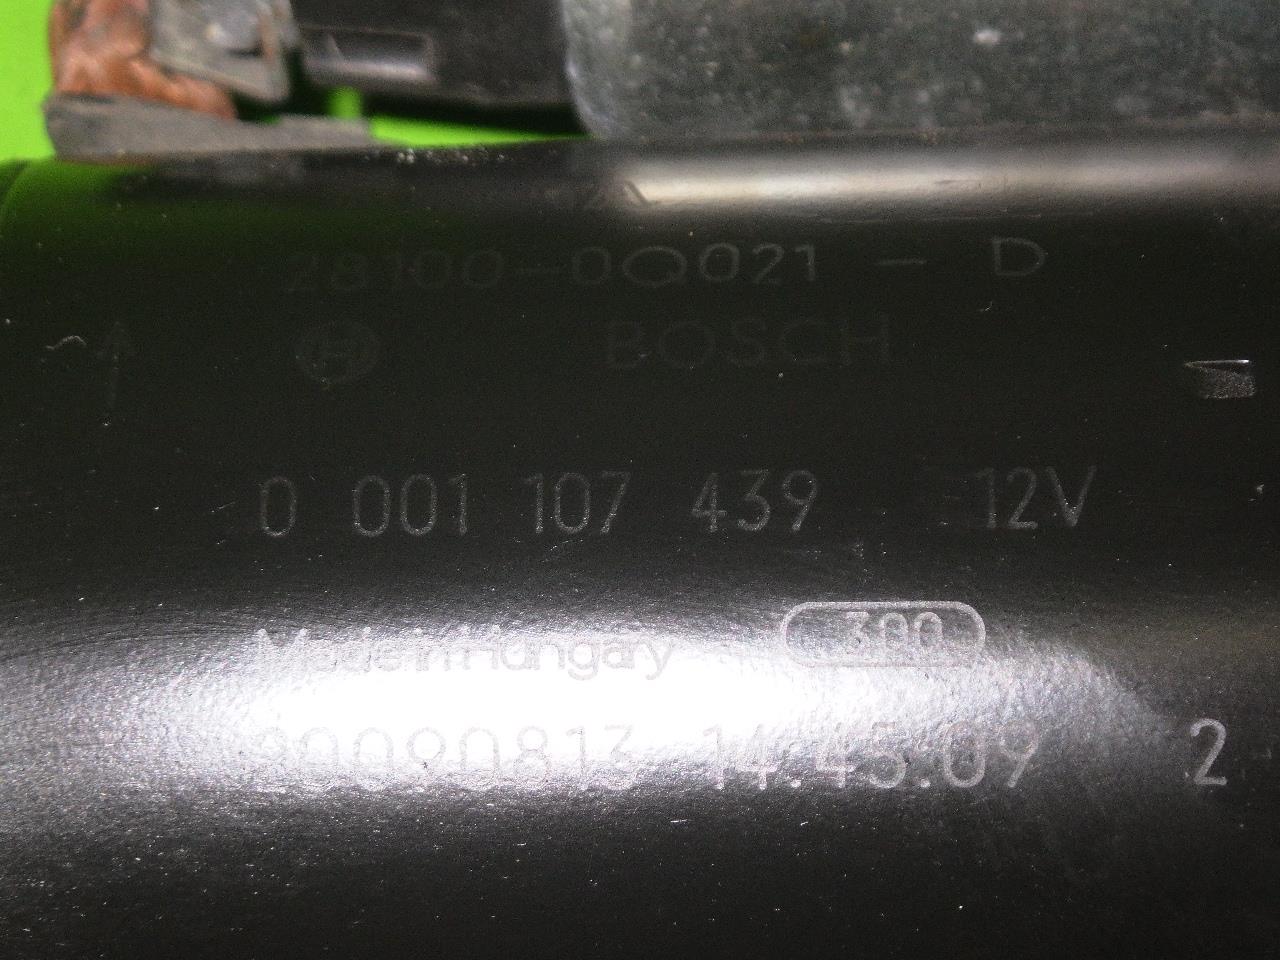 28100-0Q021 - D
BOSCH
0 001 107 439 12V
300
Made in Hungary
20090813 14:45:09 2